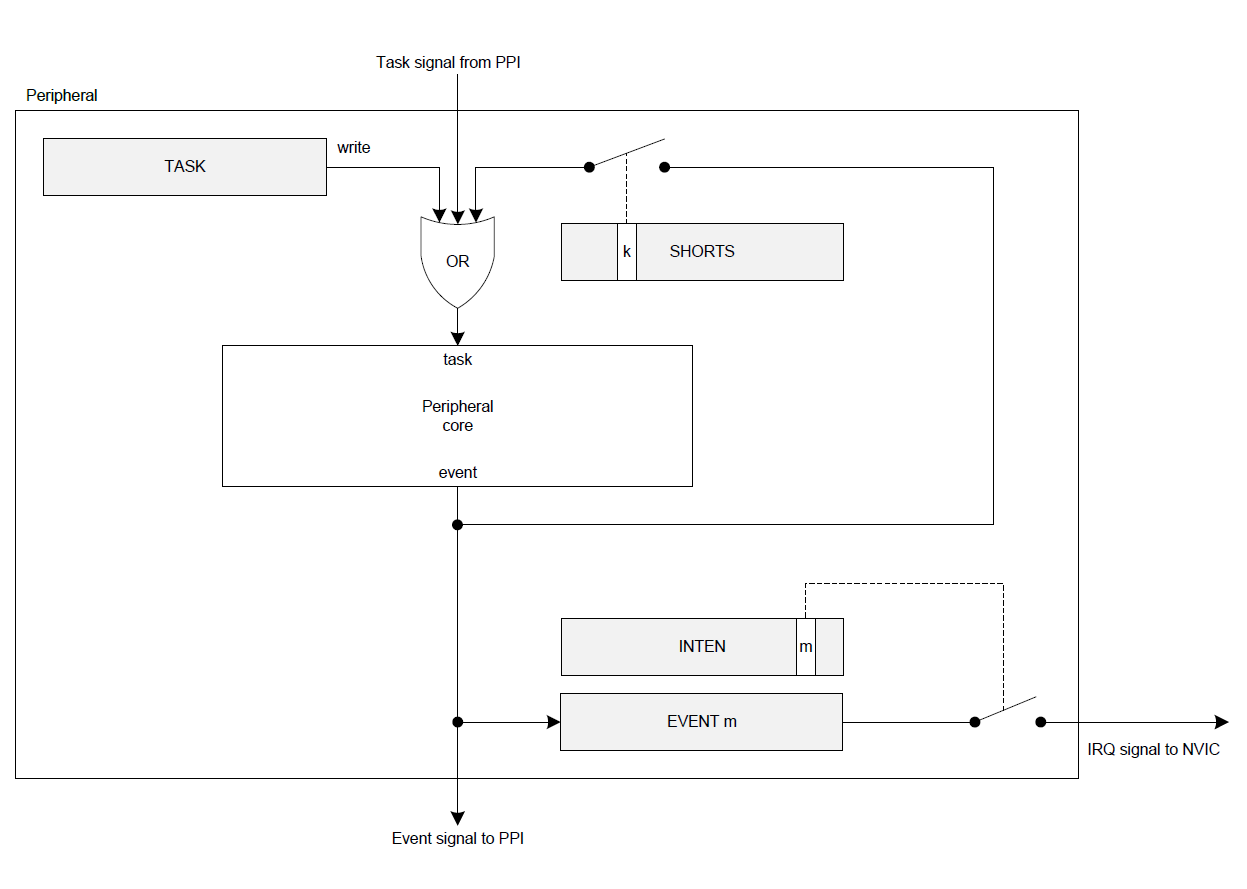 Task signal from PPI
Peripheral
write
TASK
k
SHORTS
OR
task
Peripheral
core
event
INTEN
m
EVENT m
IRQ signal to NVIC
Event signal to PPI